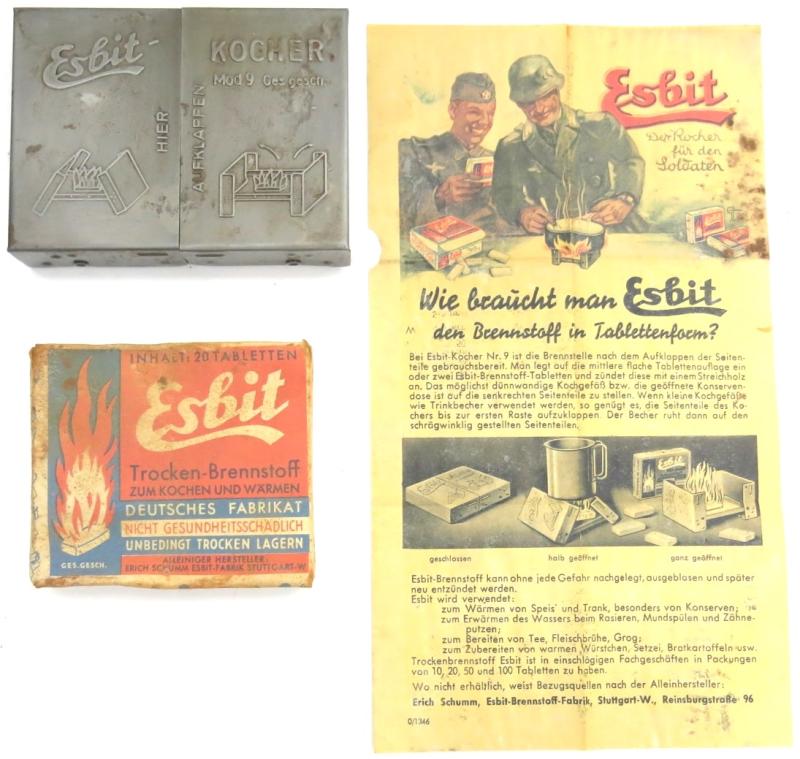 Esbit
KOCHER
Mod.9 Ges.gesch.
HIER
AUFKLAPPEN
INHALT: 20 TABLETTEN
Esbit
Trocken-Brennstoff
ZUM KOCHEN UND WÄRMEN
DEUTSCHES FABRIKAT
NICHT GESUNDHEITSSCHÄDLICH
UNBEDINGT TROCKEN LAGERN
GES.GESCH.
ALLEINIGER HERSTELLER:
ERICH SCHUMM ESBIT-FABRIK STUTTGART-W
Esbit
Der Kocher
für den
Soldaten
Wie braucht man Esbit
den Brennstoff in Tablettenform?
Bei Esbit-Kocher Nr. 9 ist die Brennstelle nach dem Aufklappen der Seiten-
teile gebrauchsbereit. Man legt auf die mittlere flache Tablettenauflage ein
oder zwei Esbit-Brennstoff-Tabletten und zündet diese mit einem Streichholz
an. Das möglichst dünnwandige Kochgefäß bzw. die geöffnete Konserven-
dose ist auf die senkrechten Seitenteile zu stellen. Wenn kleine Kochgefäße
wie Trinkbecher verwendet werden, so genügt es, die Seitenteile des Ko-
chers bis zur ersten Raste aufzuklappen. Der Becher ruht dann auf den
schrägwinklig gestellten Seitenteilen.
geschlossen
halb geöffnet
ganz geöffnet
Esbit-Brennstoff kann ohne jede Gefahr nachgelegt, ausgeblasen und später
neu entzündet werden.
Esbit wird verwendet:
zum Wärmen von Speis' und Trank, besonders von Konserven;
zum Erwärmen des Wassers beim Rasieren, Mundspülen und Zähne-
putzen;
zum Bereiten von Tee, Fleischbrühe, Grog;
zum Zubereiten von warmen Würstchen, Setzei, Bratkartoffeln usw.
Trockenbrennstoff Esbit ist in einschlägigen Fachgeschäften in Packungen
von 10, 20, 50 und 100 Tabletten zu haben.
Wo nicht erhältlich, weist Bezugsquellen nach der Alleinhersteller:
Erich Schumm, Esbit-Brennstoff-Fabrik, Stuttgart-W., Reinsburgstraße 96
0/1346